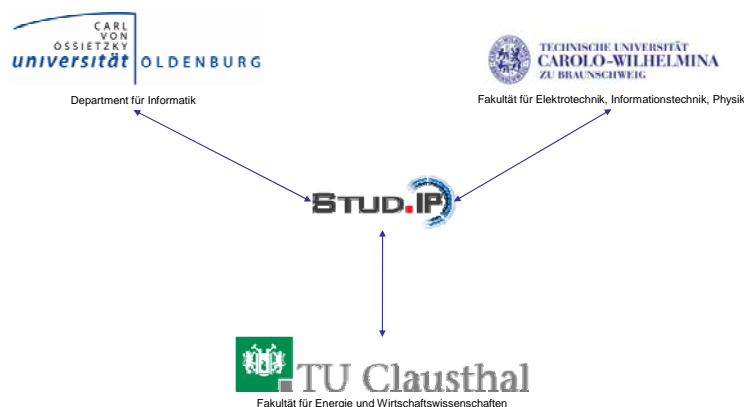 CARL
VON
OSSIETZKY
universität OLDENBURG
Department für Informatik
TECHNISCHE UNIVERSITÄT
CAROLO-WILHELMINA
ZU BRAUNSCHWEIG
Fakultät für Elektrotechnik, Informationstechnik, Physik
STUD.IP
TU Clausthal
Fakultät für Energie und Wirtschaftswissenschaften